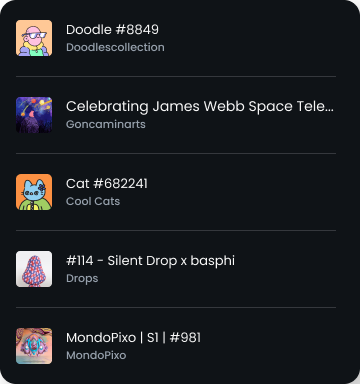 Doodle #8849
Doodlescollection
Celebrating James Webb Space Tele...
Goncaminarts
Cat #682241
Cool Cats
#114 - Silent Drop x basphi
Drops
MondoPixo | S1 | #981
MondoPixo